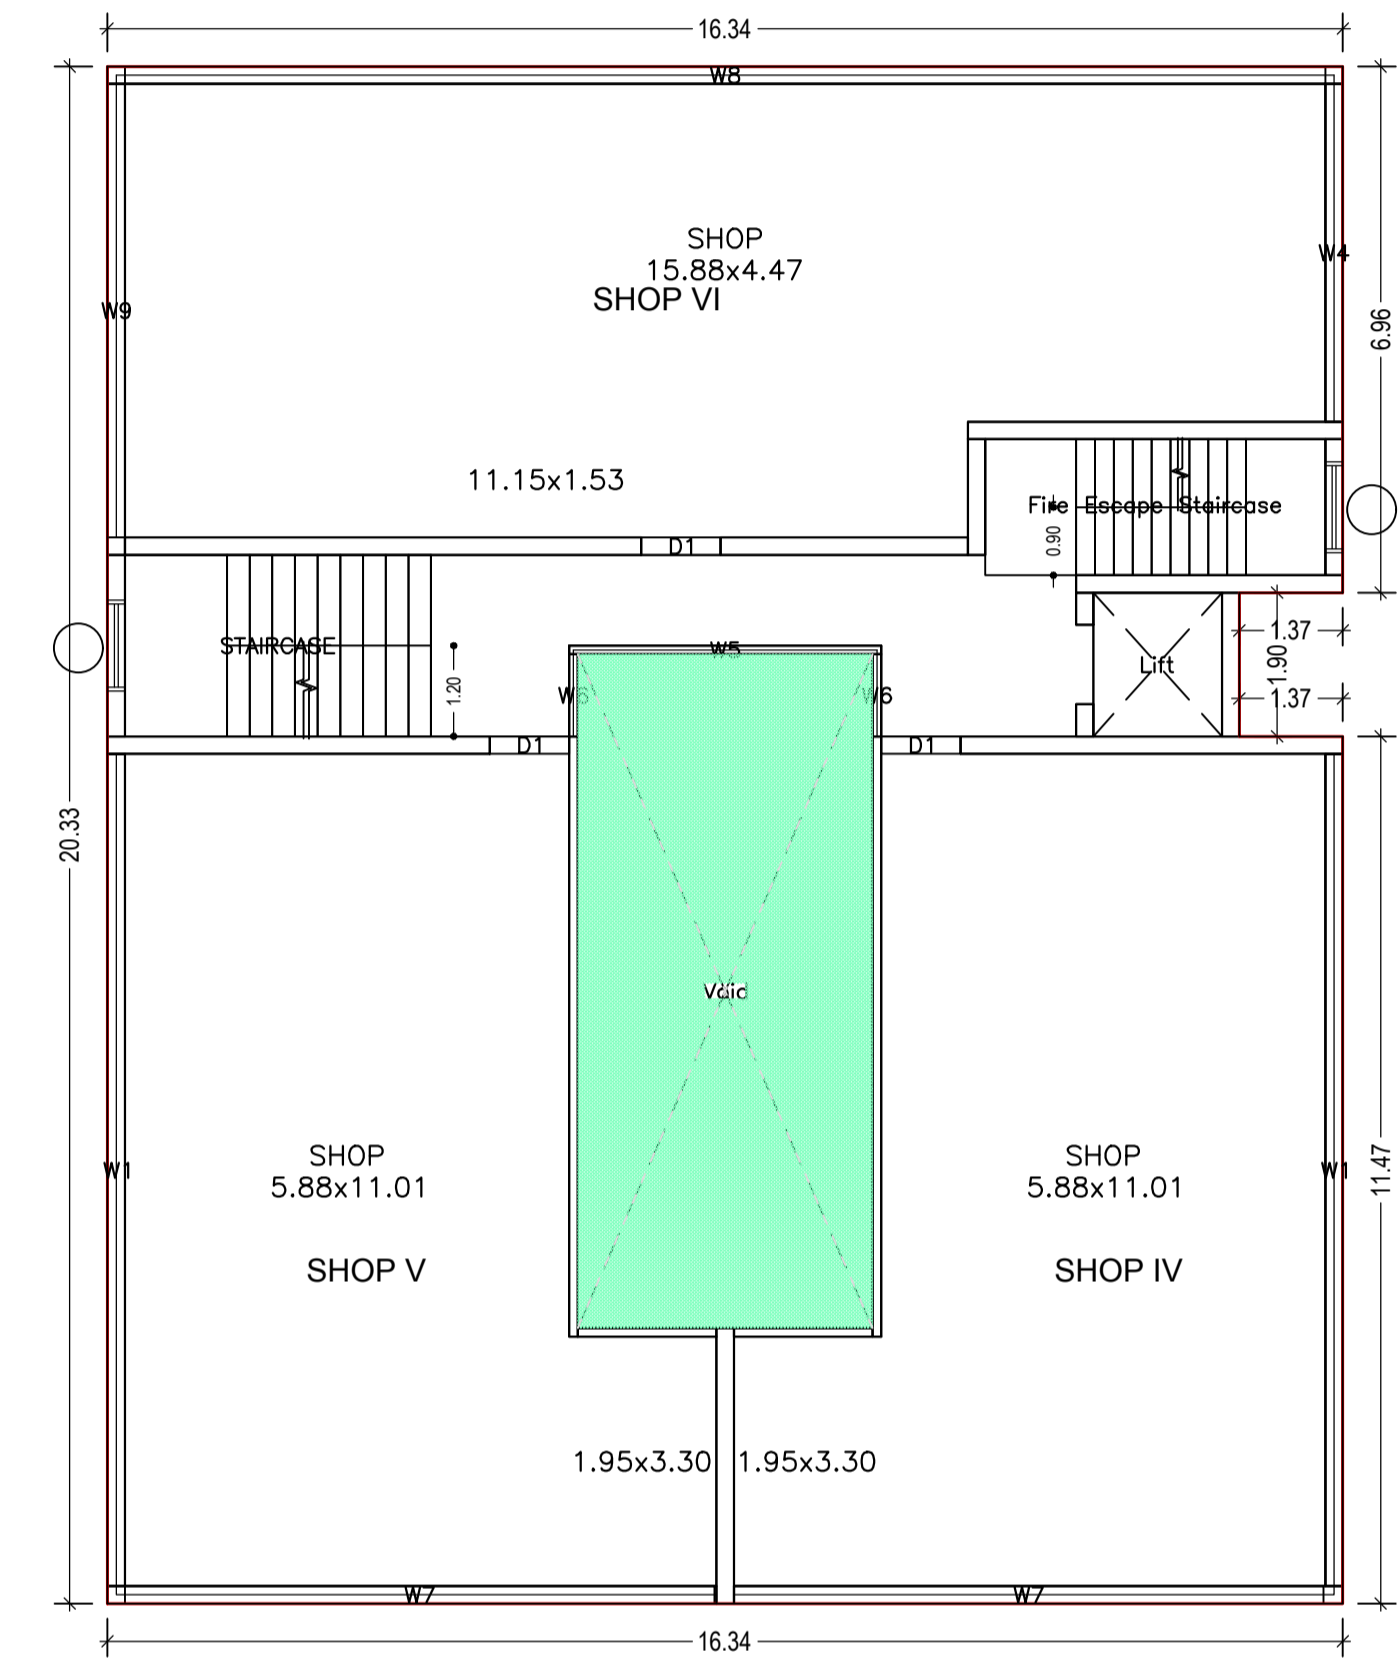 16.34
W8
SHOP
15.88x4.47
SHOP VI
W4
W9
6.96
11.15x1.53
Fire Escape Staircase
0.90
D1
STAIRCASE
1.20
W5
W6
W6
Lift
1.37
1.90
1.37
D1
D1
20.33
Void
SHOP
5.88x11.01
SHOP V
SHOP
5.88x11.01
SHOP IV
W1
W1
11.47
1.95x3.30
1.95x3.30
W7
W7
16.34